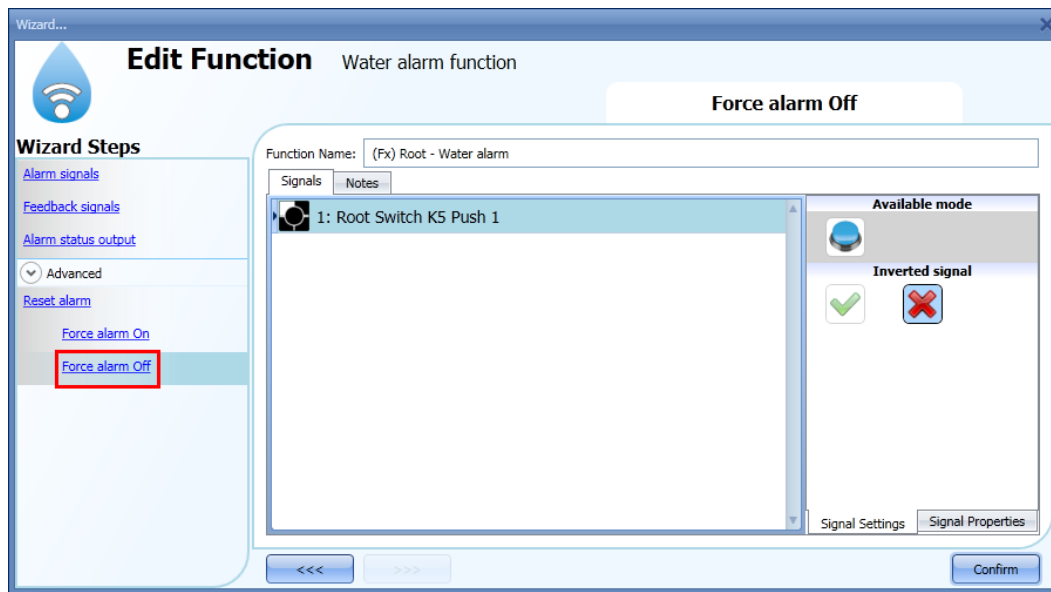 Wizard...
Edit Function Water alarm function
Force alarm Off
Wizard Steps
Alarm signals
Feedback signals
Alarm status output
Advanced
Reset alarm
Force alarm On
Force alarm Off
Function Name: (Fx) Root - Water alarm
Signals Notes
1: Root Switch K5 Push 1
Available mode
Inverted signal
Signal Settings Signal Properties
<<< >>> Confirm